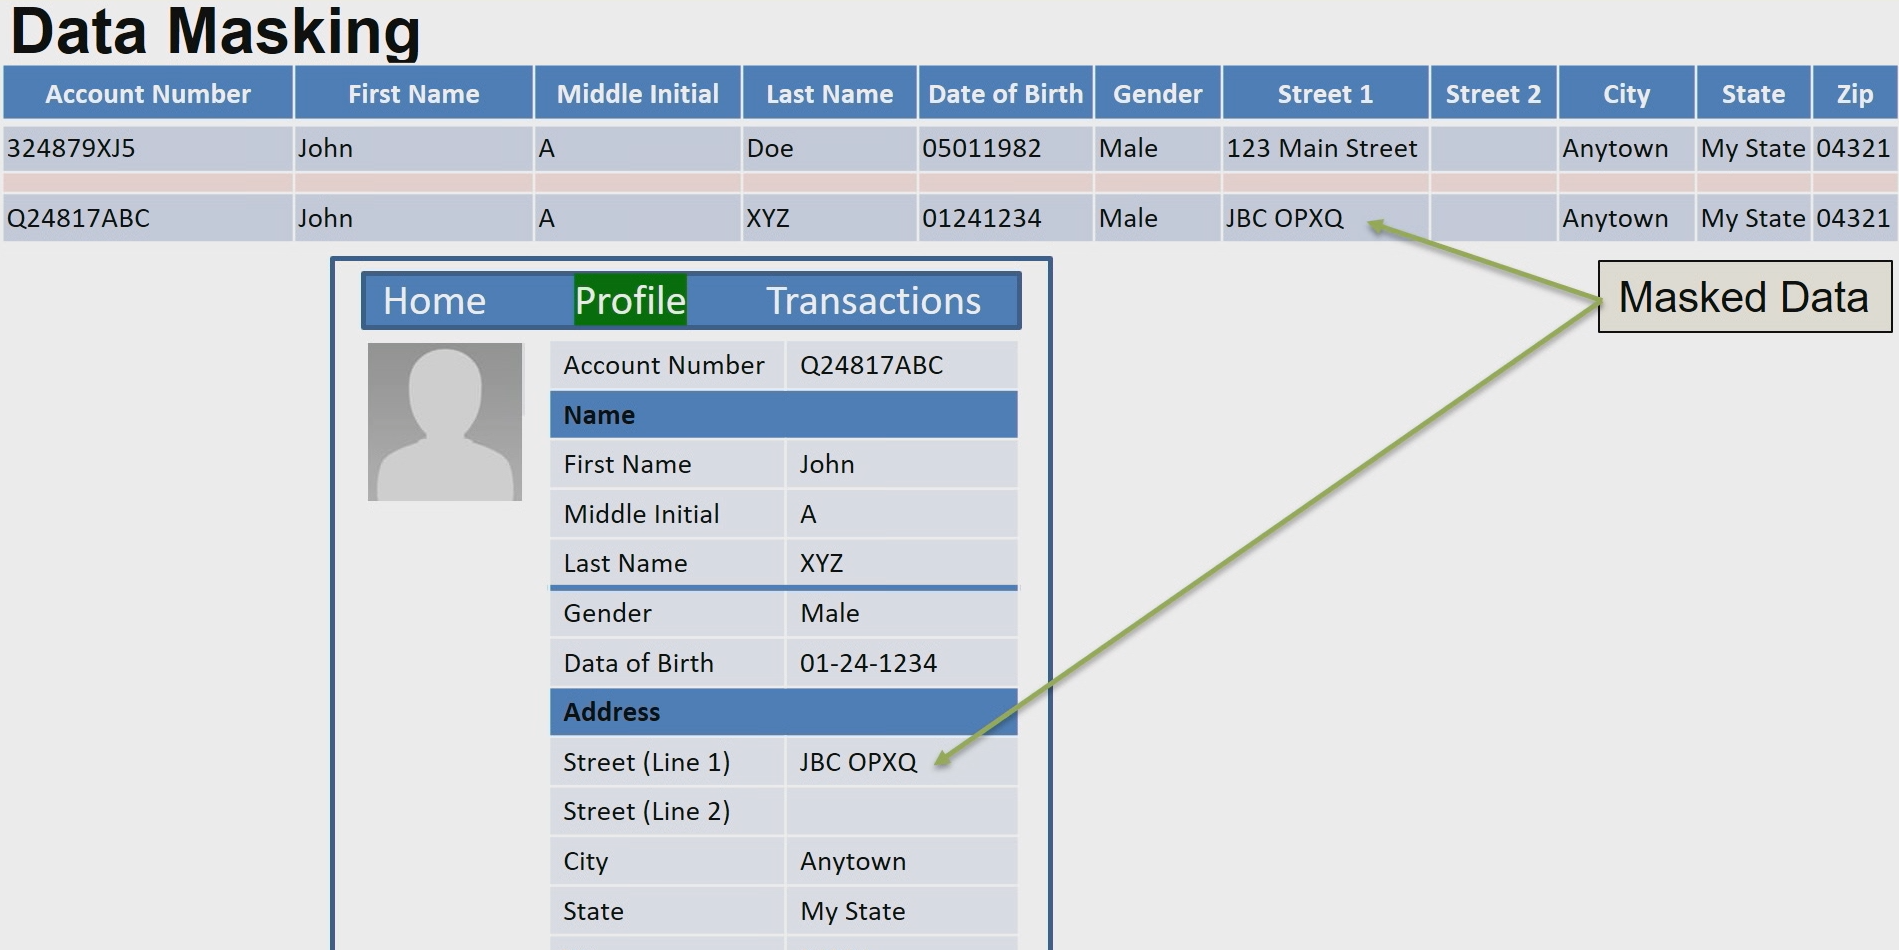 Data Masking
Account Number First Name Middle Initial Last Name Date of Birth Gender Street 1 Street 2 City State Zip
324879XJ5 John A Doe 05011982 Male 123 Main Street Anytown My State 04321
Q24817ABC John A XYZ 01241234 Male JBC OPXQ Anytown My State 04321
Masked Data
Home Profile Transactions
Account Number Q24817ABC
Name
First Name John
Middle Initial A
Last Name XYZ
Gender Male
Data of Birth 01-24-1234
Address
Street (Line 1) JBC OPXQ
Street (Line 2)
City Anytown
State My State